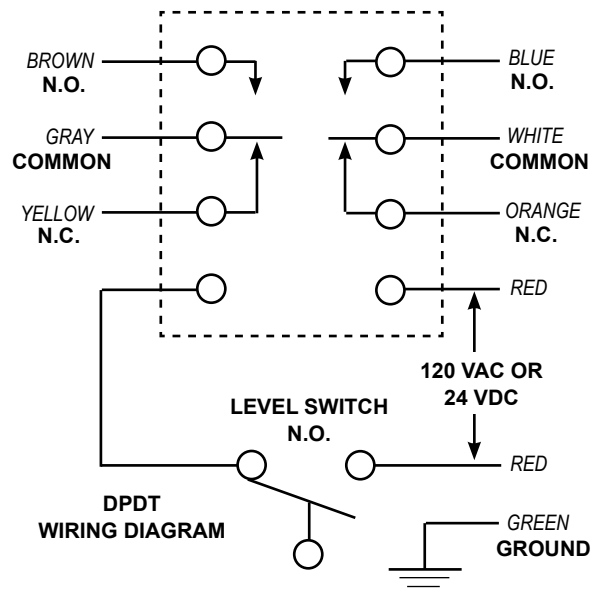 BROWN
N.O.
BLUE
N.O.
GRAY
COMMON
WHITE
COMMON
YELLOW
N.C.
ORANGE
N.C.
RED
120 VAC OR
24 VDC
LEVEL SWITCH
N.O.
RED
DPDT
WIRING DIAGRAM
GREEN
GROUND